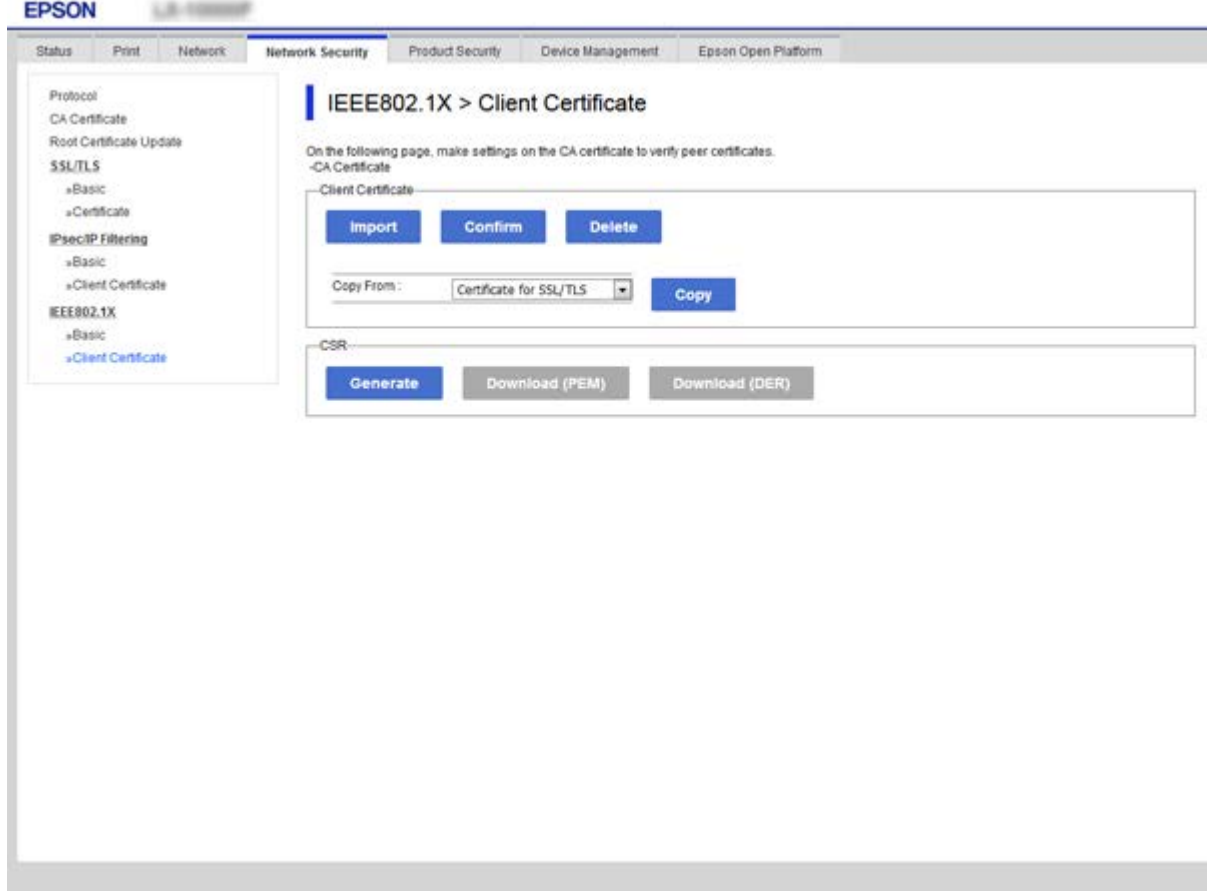 EPSON
Status Print Network Network Security Product Security Device Management Epson Open Platform
Protocol
CA Certificate
Root Certificate Update
SSL/TLS
»Basic
»Certificate
IPsec/IP Filtering
»Basic
»Client Certificate
IEEE802.1X
»Basic
»Client Certificate
IEEE802.1X > Client Certificate
On the following page, make settings on the CA certificate to verify peer certificates.
-CA Certificate
Client Certificate
Import Confirm Delete
Copy From : Certificate for SSL/TLS Copy
CSR
Generate Download (PEM) Download (DER)